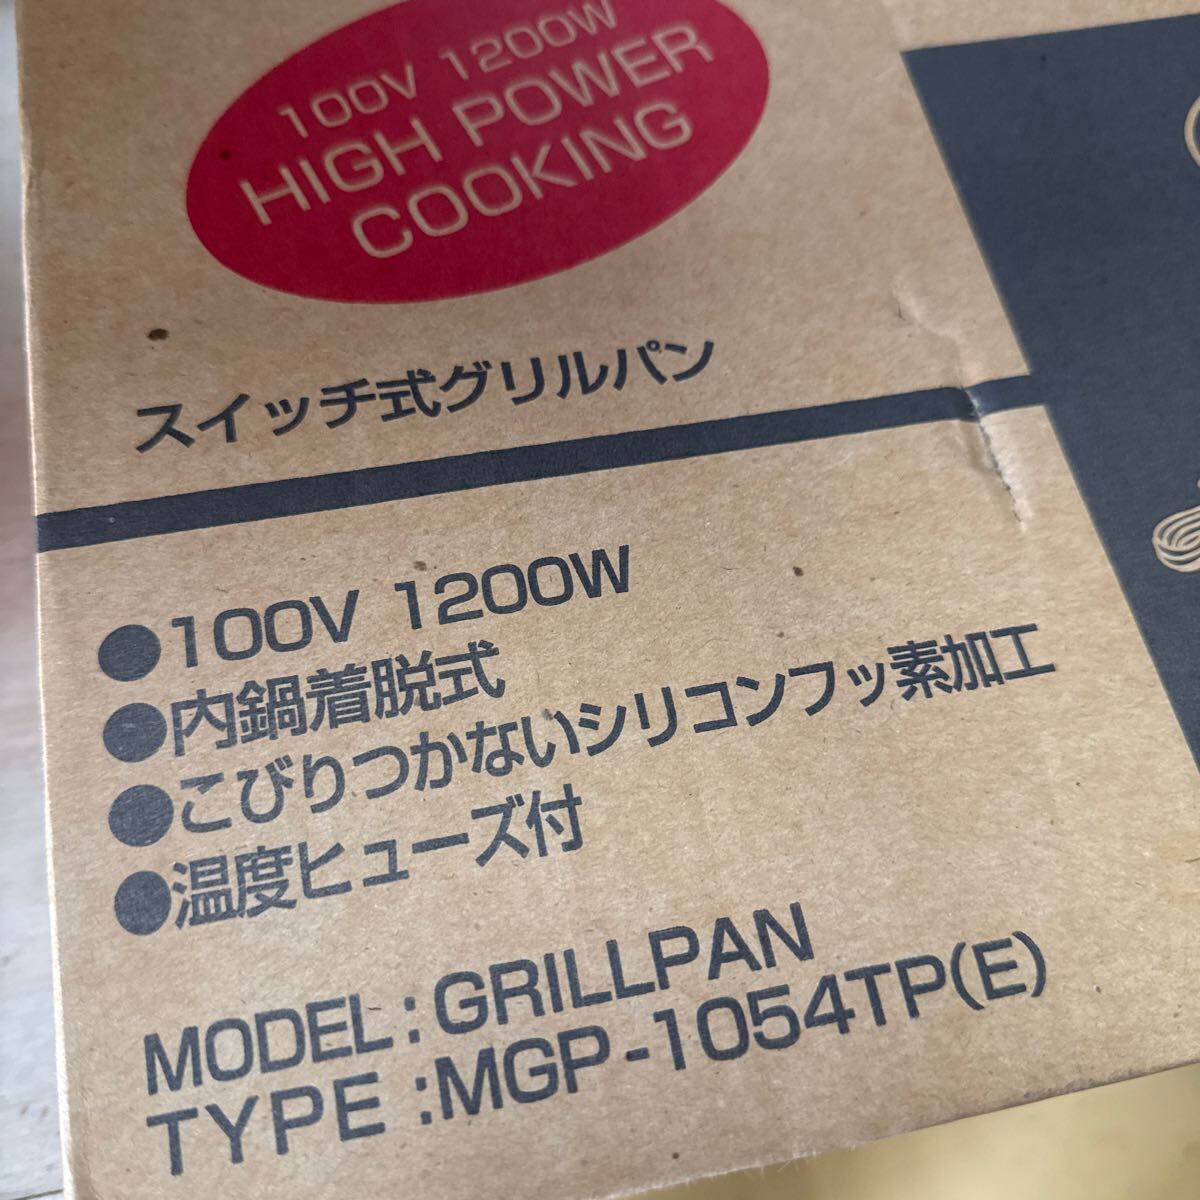 100V 1200W
HIGH POWER
COOKING
スイッチ式グリルパン
●100V 1200W
●内鍋着脱式
●こびりつかないシリコンフッ素加工
●温度ヒューズ付
MODEL:GRILLPAN
TYPE :MGP-1054TP(E)